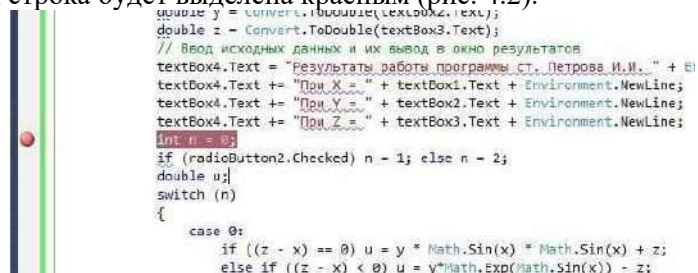 строка будет выделена красным (рис. 4.2).
double y = Convert.ToDouble(textBox2.Text);
double z = Convert.ToDouble(textBox3.Text);
// Ввод исходных данных и их вывод в окно результатов
textBox4.Text = "Результаты работы программы ст. Петрова И.И. " + E
textBox4.Text += "При X = " + textBox1.Text + Environment.NewLine;
textBox4.Text += "При Y = " + textBox2.Text + Environment.NewLine;
textBox4.Text += "При Z = " + textBox3.Text + Environment.NewLine;
int n = 0;
if (radioButton2.Checked) n - 1; else n - 2;
double u;
switch (n)
{
case 0:
if ((z - x) == 0) u = y * Math.Sin(x) * Math.Sin(x) + z;
else if ((z - x) < 0) u = y*Math.Exp(Math.Sin(x)) - z;